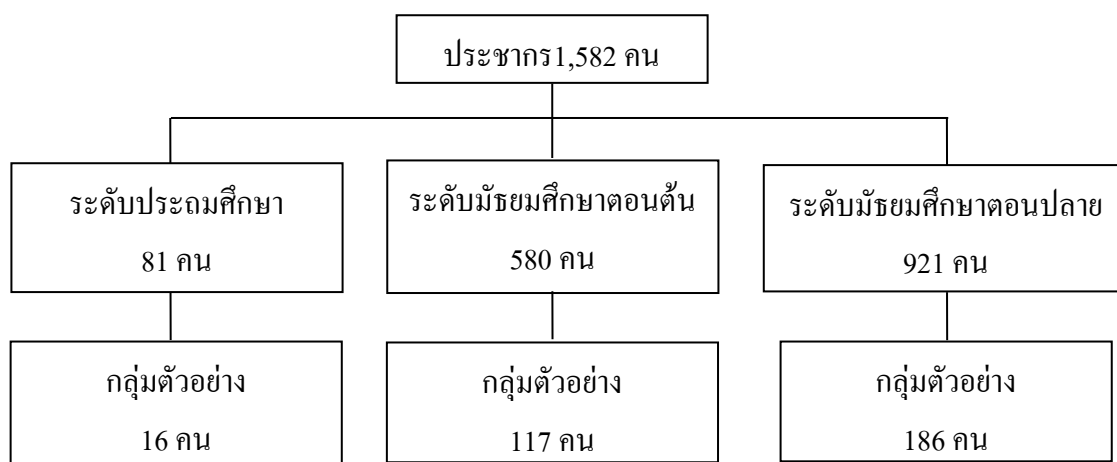 ประชากร1,582 คน
ระดับประถมศึกษา
81 คน
ระดับมัธยมศึกษาตอนต้น
580 คน
ระดับมัธยมศึกษาตอนปลาย
921 คน
กลุ่มตัวอย่าง
16 คน
กลุ่มตัวอย่าง
117 คน
กลุ่มตัวอย่าง
186 คน